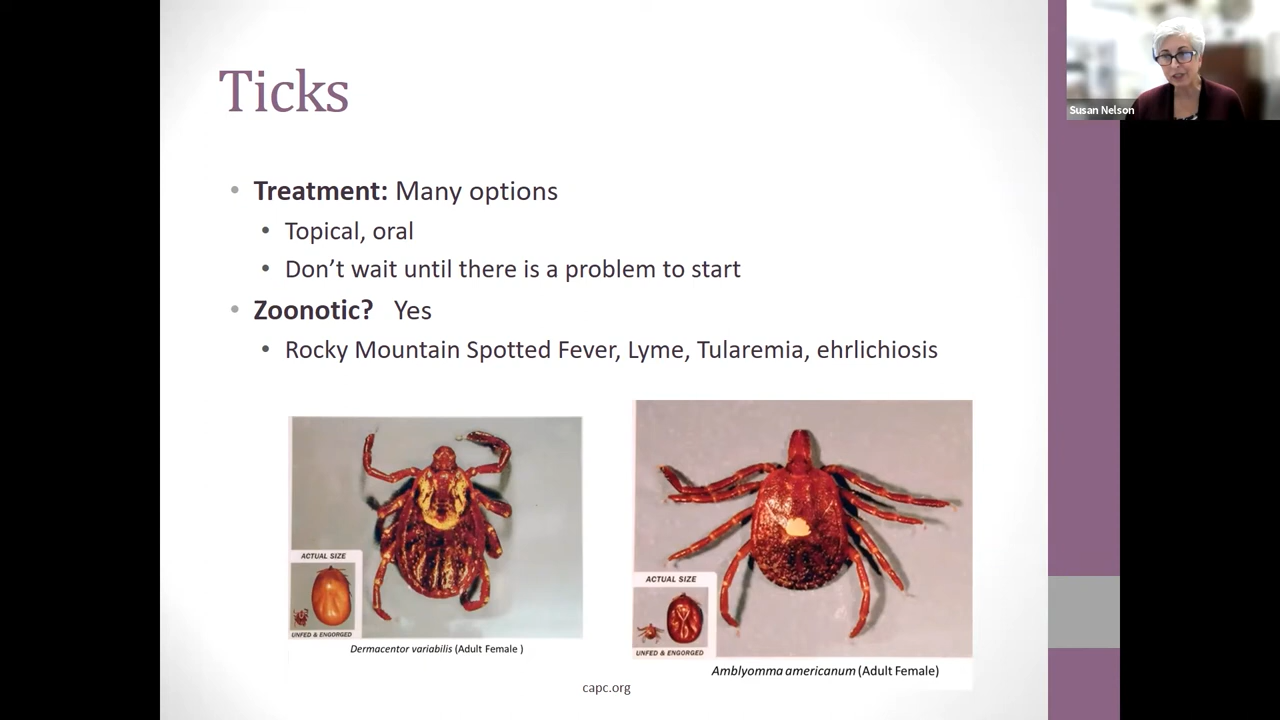 Ticks
Treatment: Many options
Topical, oral
Don't wait until there is a problem to start
Zoonotic? Yes
Rocky Mountain Spotted Fever, Lyme, Tularemia, ehrlichiosis
ACTUAL SIZE
UNFED & ENGORGED
Dermacentor variabilis (Adult Female )
ACTUAL SIZE
UNFED & ENGORGED
Amblyomma americanum (Adult Female)
capc.org
Susan Nelson